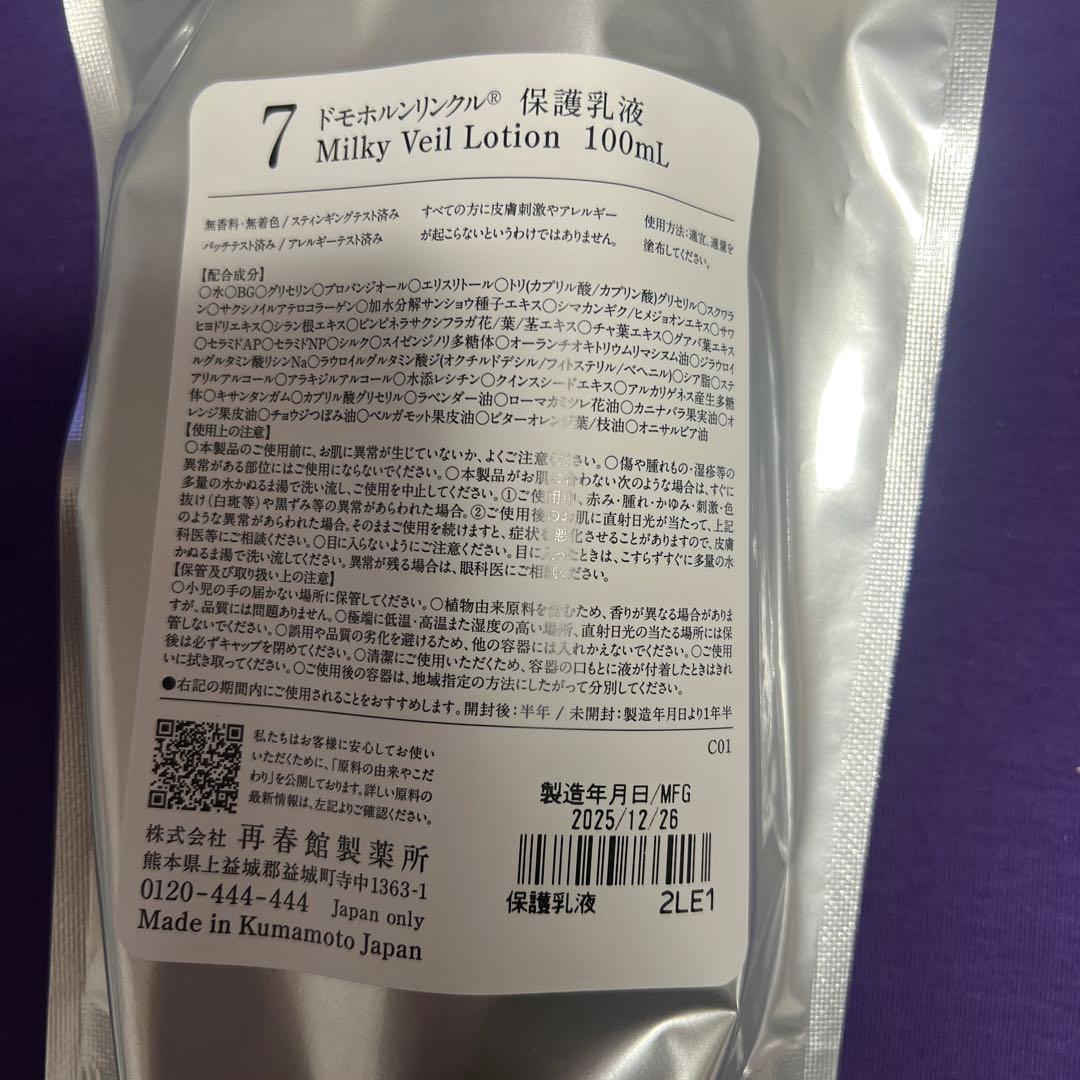 7 ドモホルンリンクル® 保護乳液
Milky Veil Lotion 100mL
無香料・無着色 / スティンギングテスト済み
パッチテスト済み / アレルギーテスト済み
すべての方に皮膚刺激やアレルギー
が起こらないというわけではありません。
使用方法：適宜、適量を
塗布してください。
【配合成分】
○水○BG○グリセリン○プロパンジオール○エリスリトール○トリ(カプリル酸/カプリン酸)グリセリル○スクワラ
ン○サクシノイルアテロコラーゲン○加水分解サンショウ種子エキス○シマカンギク/ヒメジョオンエキス○サワ
ヒヨドリエキス○シラン根エキス○ピンピネラサクシフラガ花/葉/茎エキス○チャ葉エキス○グアバ葉エキス
○セラミドAP○セラミドNP○シルク○スイゼンジノリ多糖体○オーランチオキトリウムリマシヌム油○ジラウロイ
ルグルタミン酸リシンNa○ラウロイルグルタミン酸ジ(オクチルドデシル/フィトステリル/ベヘニル)○シア脂○ステ
アリルアルコール○アラキジルアルコール○水添レシチン○クインスシードエキス○アルカリゲネス産生多糖
体○キサンタンガム○カプリル酸グリセリル○ラベンダー油○ローマカミツレ花油○カニナバラ果実油○オ
レンジ果皮油○チョウジつぼみ油○ベルガモット果皮油○ビターオレンジ葉/枝油○オニサルビア油
【使用上の注意】
○本製品のご使用前に、お肌に異常が生じていないか、よくご注意ください。○傷や腫れもの・湿疹等の
異常がある部位にはご使用にならないでください。○本製品がお肌に合わない次のような場合は、すぐに
多量の水かぬるま湯で洗い流し、ご使用を中止してください。①ご使用中、赤み・腫れ・かゆみ・刺激・色
抜け(白斑等)や黒ずみ等の異常があらわれた場合。②ご使用後のお肌に直射日光が当たって、上記
のような異常があらわれた場合。そのままご使用を続けますと、症状を悪化させることがありますので、皮膚
科医等にご相談ください。○目に入らないようにご注意ください。目に入ったときは、こすらずすぐに多量の水
かぬるま湯で洗い流してください。異常が残る場合は、眼科医にご相談ください。
【保管及び取り扱い上の注意】
○小児の手の届かない場所に保管してください。○植物由来原料を含むため、香りが異なる場合がありま
すが、品質には問題ありません。○極端に低温・高温また湿度の高い場所、直射日光の当たる場所には保
管しないでください。○誤用や品質の劣化を避けるため、他の容器には入れかえないでください。○ご使用
後は必ずキャップを閉めてください。○清潔にご使用いただくため、容器の口もとに液が付着したときはきれ
いに拭き取ってください。○ご使用後の容器は、地域指定の方法にしたがって分別してください。
●右記の期間内にご使用されることをおすすめします。開封後：半年 / 未開封：製造年月日より1年半
C01
私たちはお客様に安心してお使い
いただくために、「原料の由来やこだ
わり」を公開しております。詳しい原料の
最新情報は、左記よりご確認ください。
株式会社 再春館製薬所
熊本県上益城郡益城町寺中1363-1
0120-444-444 Japan only
Made in Kumamoto Japan
製造年月日/MFG
2025/12/26
保護乳液 2LE1